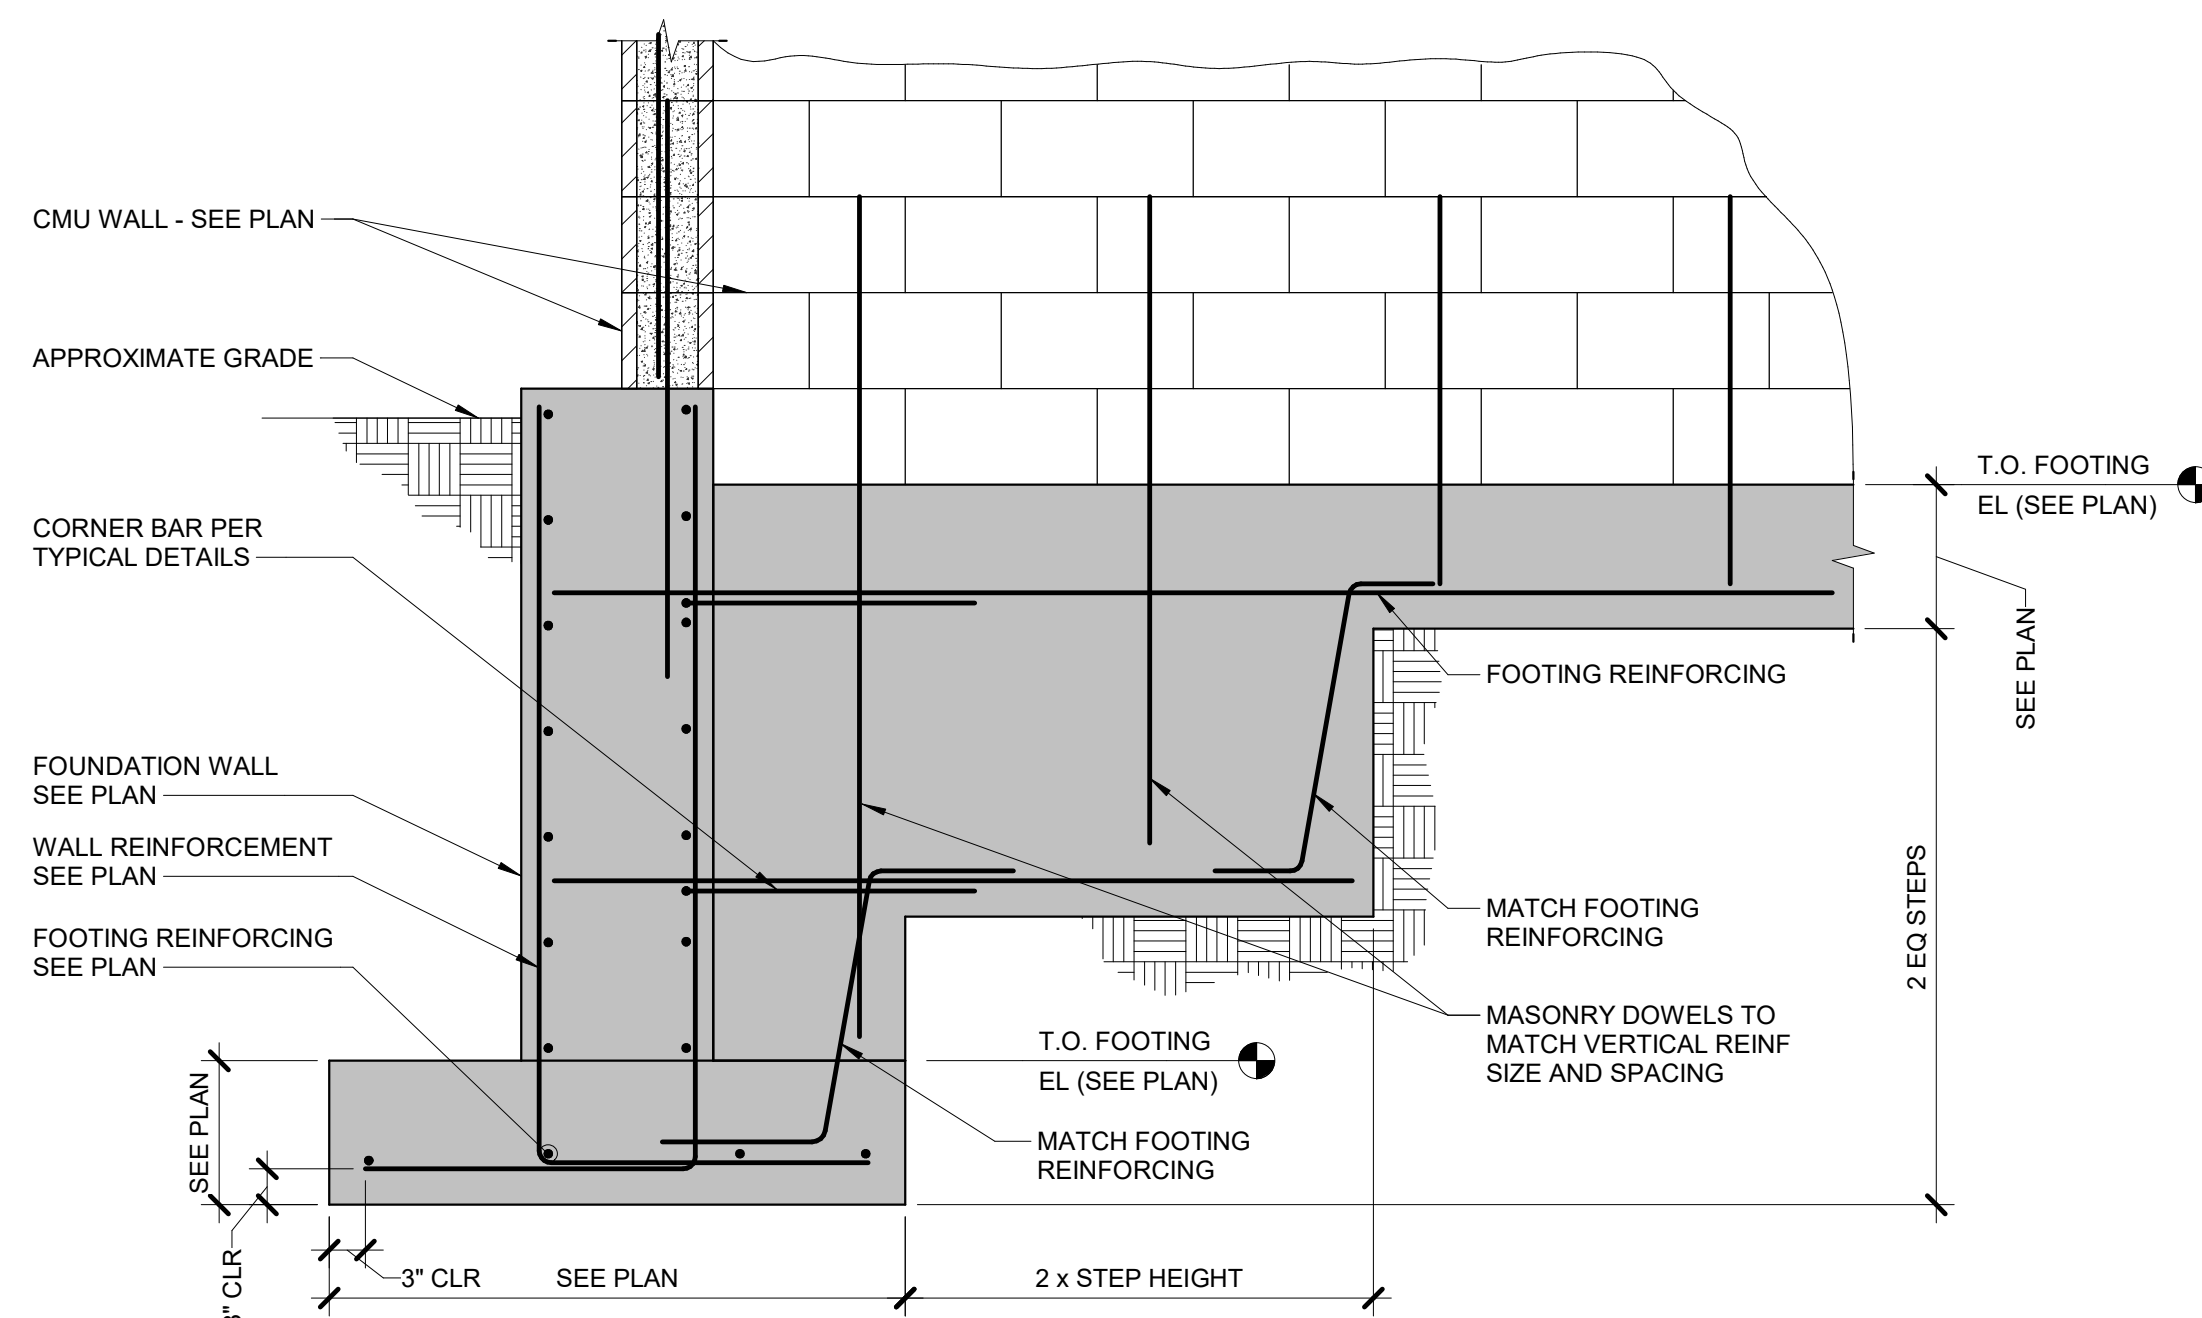 CMU WALL - SEE PLAN
APPROXIMATE GRADE
CORNER BAR PER
TYPICAL DETAILS
FOUNDATION WALL
SEE PLAN
WALL REINFORCEMENT
SEE PLAN
FOOTING REINFORCING
SEE PLAN
T.O. FOOTING
EL (SEE PLAN)
SEE PLAN
FOOTING REINFORCING
2 EQ STEPS
MATCH FOOTING
REINFORCING
MASONRY DOWELS TO
MATCH VERTICAL REINF
SIZE AND SPACING
T.O. FOOTING
EL (SEE PLAN)
MATCH FOOTING
REINFORCING
SEE PLAN
3" CLR
3" CLR
SEE PLAN
2 x STEP HEIGHT